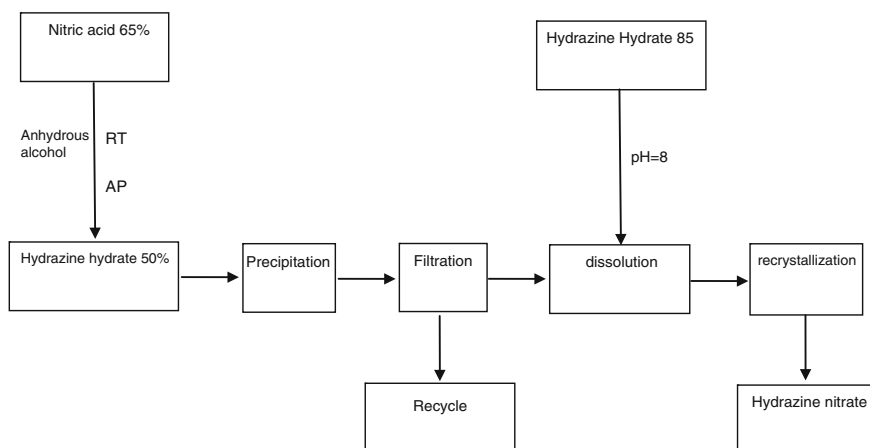 Nitric acid 65%
Hydrazine Hydrate 85
Anhydrous
alcohol
RT
AP
pH=8
Hydrazine hydrate 50%
Precipitation
Filtration
dissolution
recrystallization
Recycle
Hydrazine nitrate